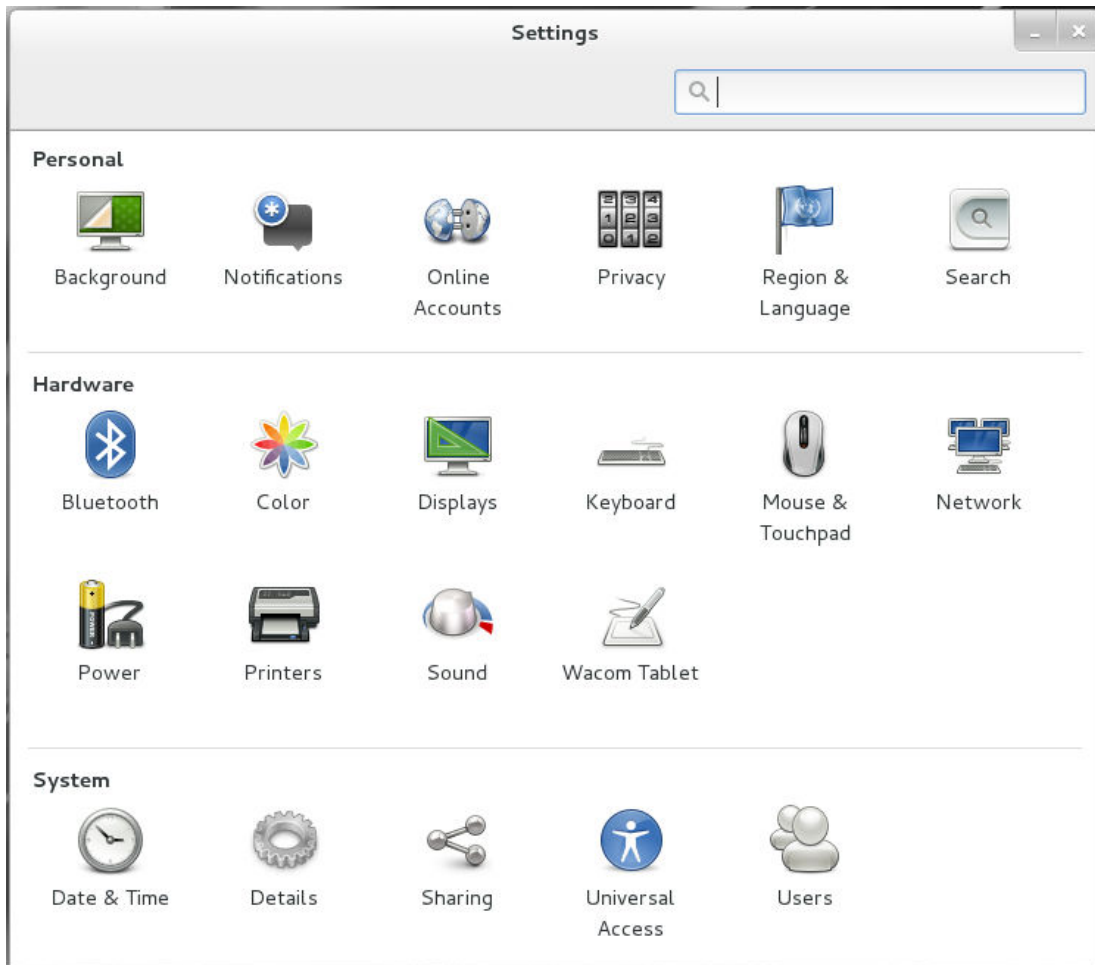 Settings
Personal
Background
Notifications
Online
Accounts
Privacy
Region &
Language
Search
Hardware
Bluetooth
Color
Displays
Keyboard
Mouse &
Touchpad
Network
Power
Printers
Sound
Wacom Tablet
System
Date & Time
Details
Sharing
Universal
Access
Users